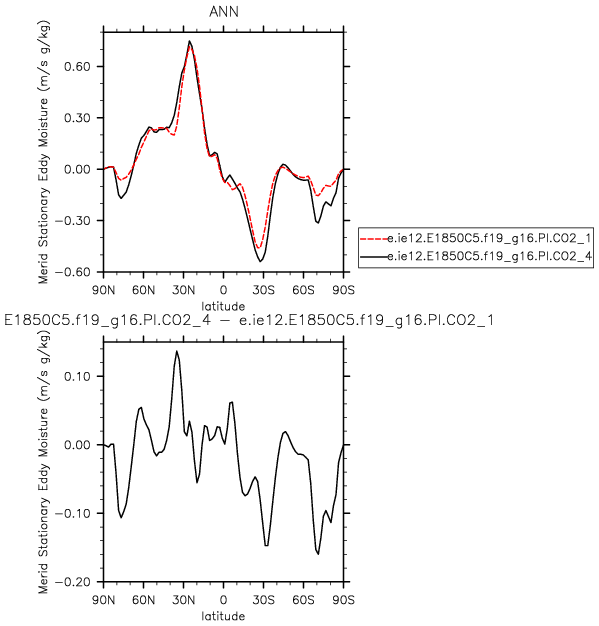 ANN
Merid Stationary Eddy Moisture (m/s g/kg)
0.60
0.30
0.00
-0.30
-0.60
90N 60N 30N 0 30S 60S 90S
latitude
e.ie12.E1850C5.f19_g16.PI.CO2_1
e.ie12.E1850C5.f19_g16.PI.CO2_4
E1850C5.f19_g16.PI.CO2_4 - e.ie12.E1850C5.f19_g16.PI.CO2_1
Merid Stationary Eddy Moisture (m/s g/kg)
0.10
0.00
-0.10
-0.20
90N 60N 30N 0 30S 60S 90S
latitude